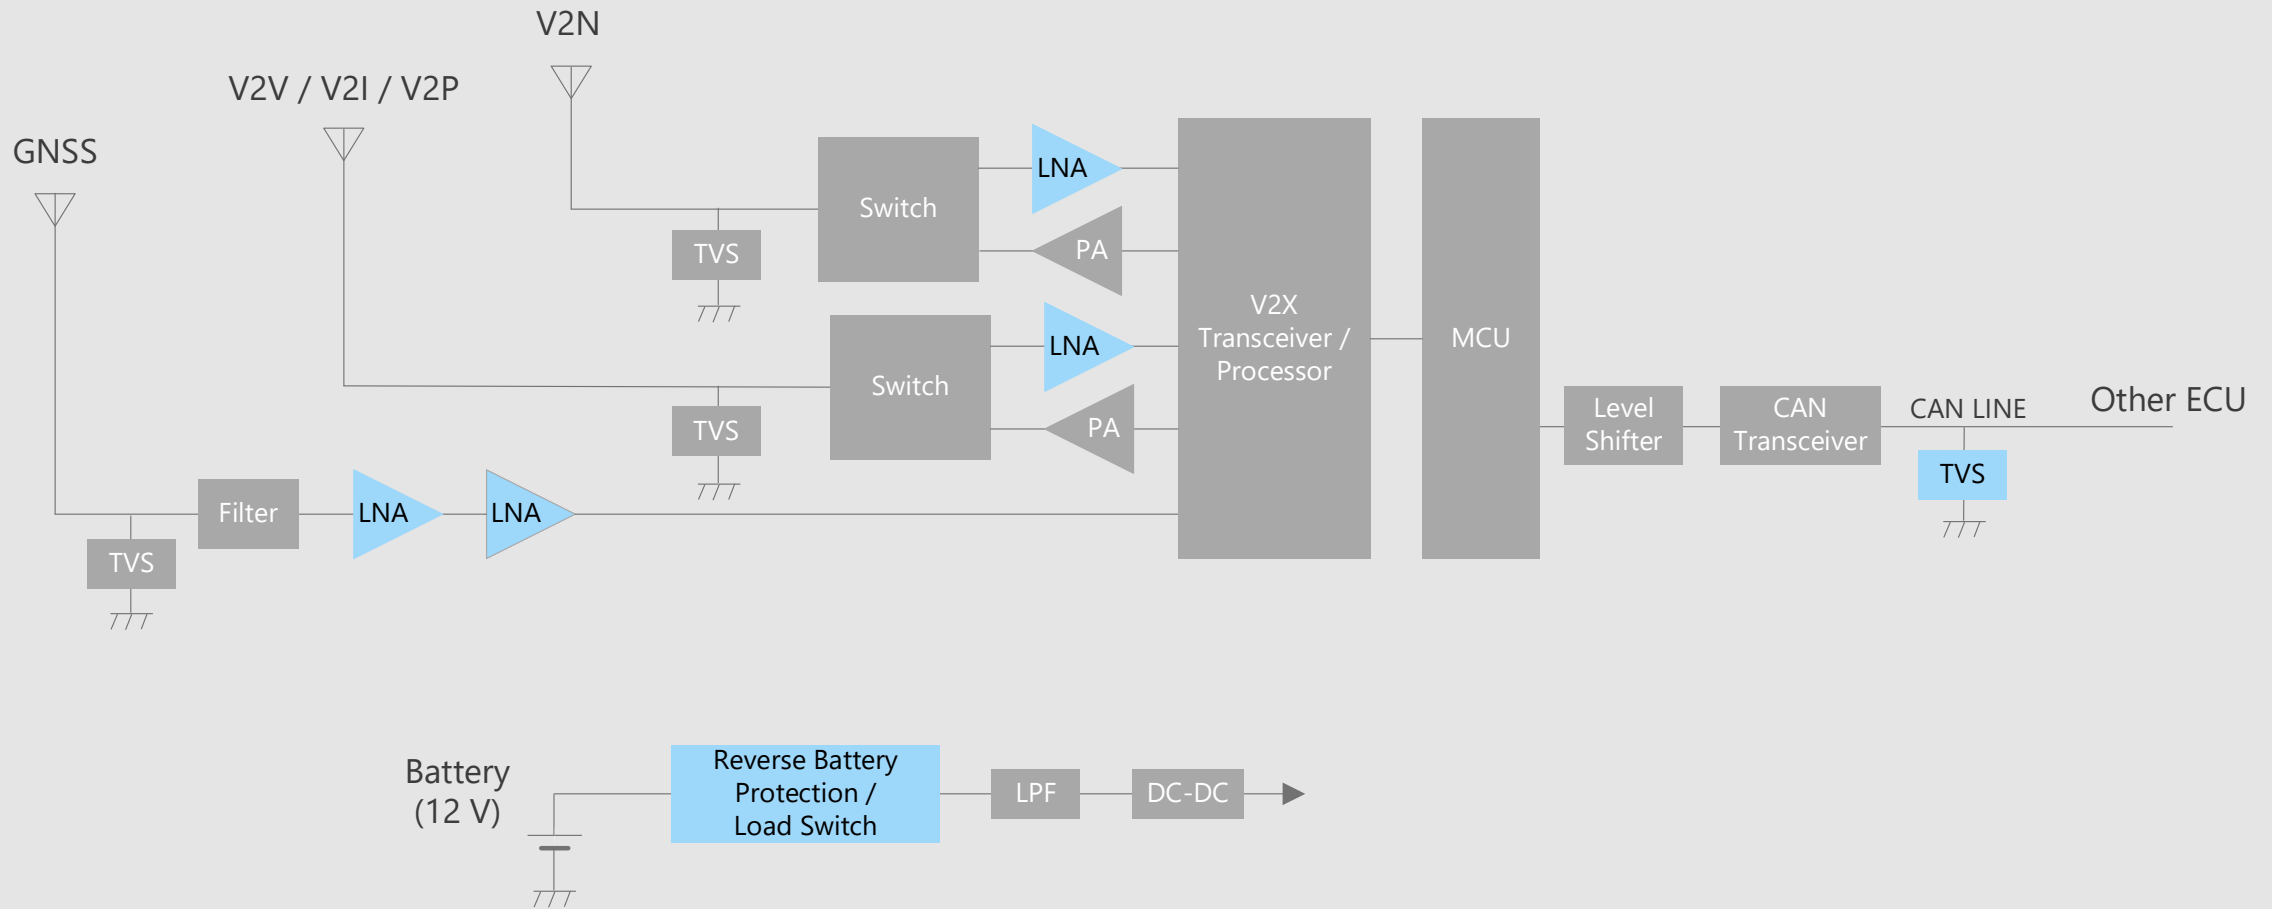 V2N
V2V / V2I / V2P
GNSS
LNA
Switch
TVS
PA
V2X
Transceiver /
Processor
MCU
LNA
Switch
TVS
PA
Level
Shifter
CAN
Transceiver
CAN LINE
Other ECU
TVS
Filter
LNA
LNA
TVS
Battery
(12 V)
Reverse Battery
Protection /
Load Switch
LPF
DC-DC